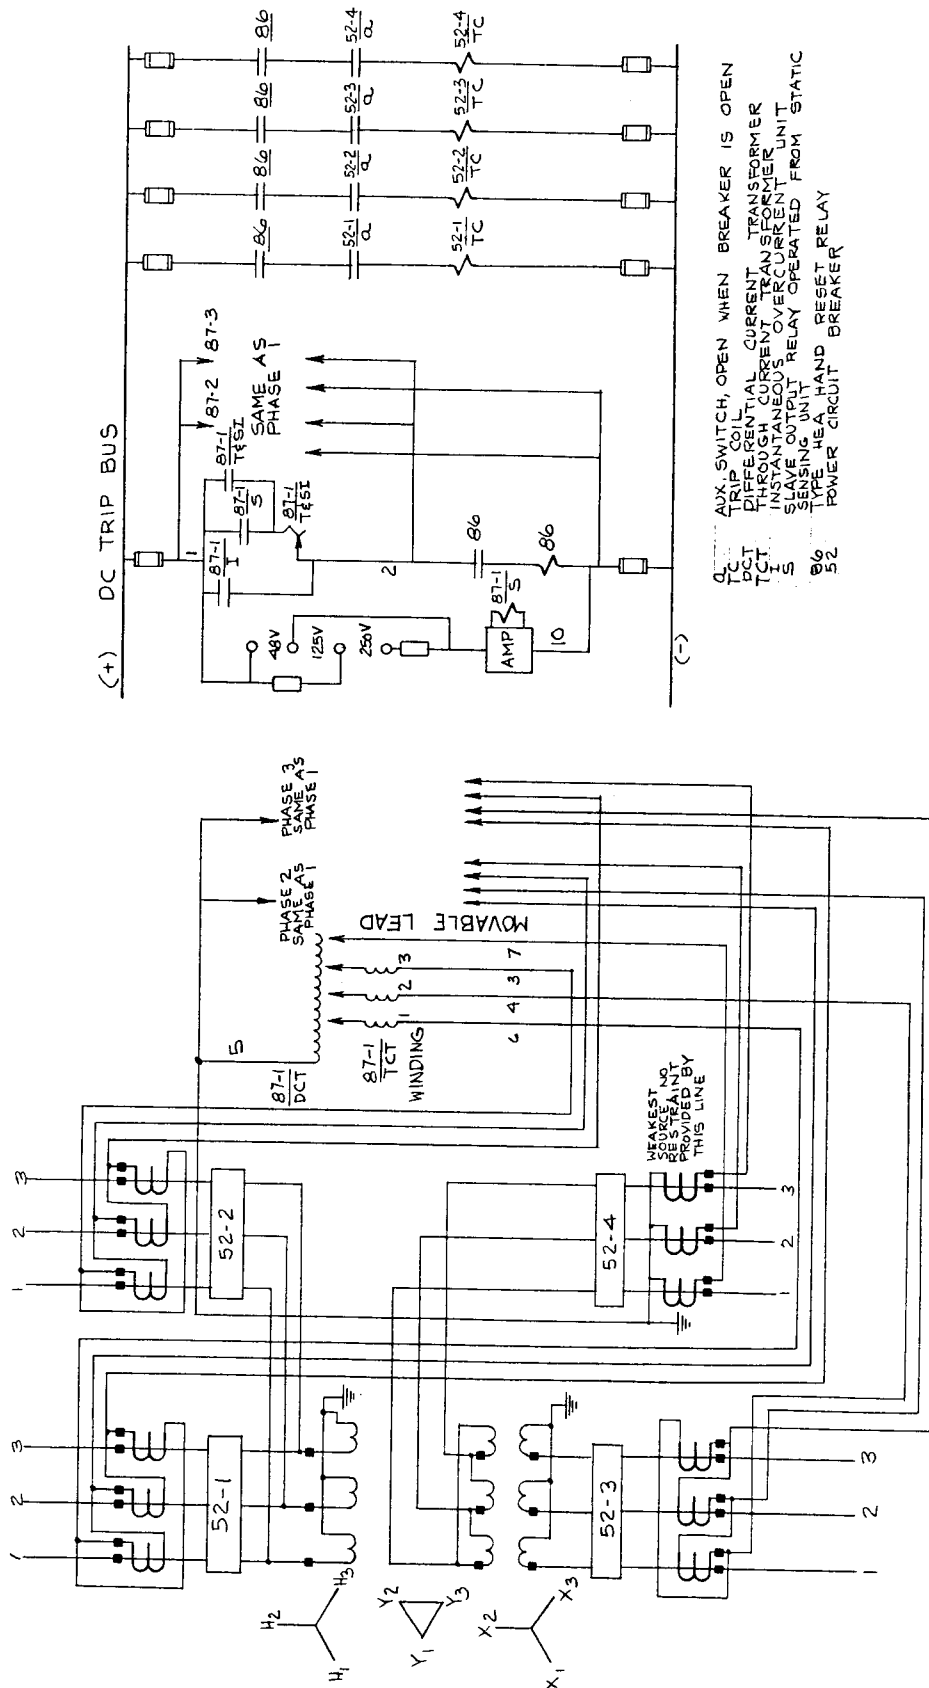 DC TRIP BUS
(+)
(-)
1
87-1
I
87-1
S
87-1
T&SI
87-1
T&SI
87-2
87-3
SAME AS
PHASE 1
48V
125V
250V
AMP
87-1
S
10
2
86
86
86
86
86
86
52-1
a
52-2
a
52-3
a
52-4
a
52-1
TC
52-2
TC
52-3
TC
52-4
TC
a AUX. SWITCH, OPEN WHEN BREAKER IS OPEN
TC TRIP COIL
DCT DIFFERENTIAL CURRENT TRANSFORMER
TCT THROUGH CURRENT TRANSFORMER
I INSTANTANEOUS OVERCURRENT UNIT
S SLAVE OUTPUT RELAY OPERATED FROM STATIC
SENSING UNIT
86 TYPE HEA HAND RESET RELAY
52 POWER CIRCUIT BREAKER
1
2
3
52-1
1
2
3
52-2
5
87-1
DCT
87-1
TCT
WINDING
1
2
3
6
4
3
7
MOVABLE LEAD
PHASE 2
SAME AS
PHASE 1
PHASE 3
SAME AS
PHASE 1
WEAKEST
SOURCE NO
RESTRAINT
PROVIDED BY
THIS LINE
52-4
1
2
3
52-3
1
2
3
H1
H2
H3
Y1
Y2
Y3
X1
X2
X3